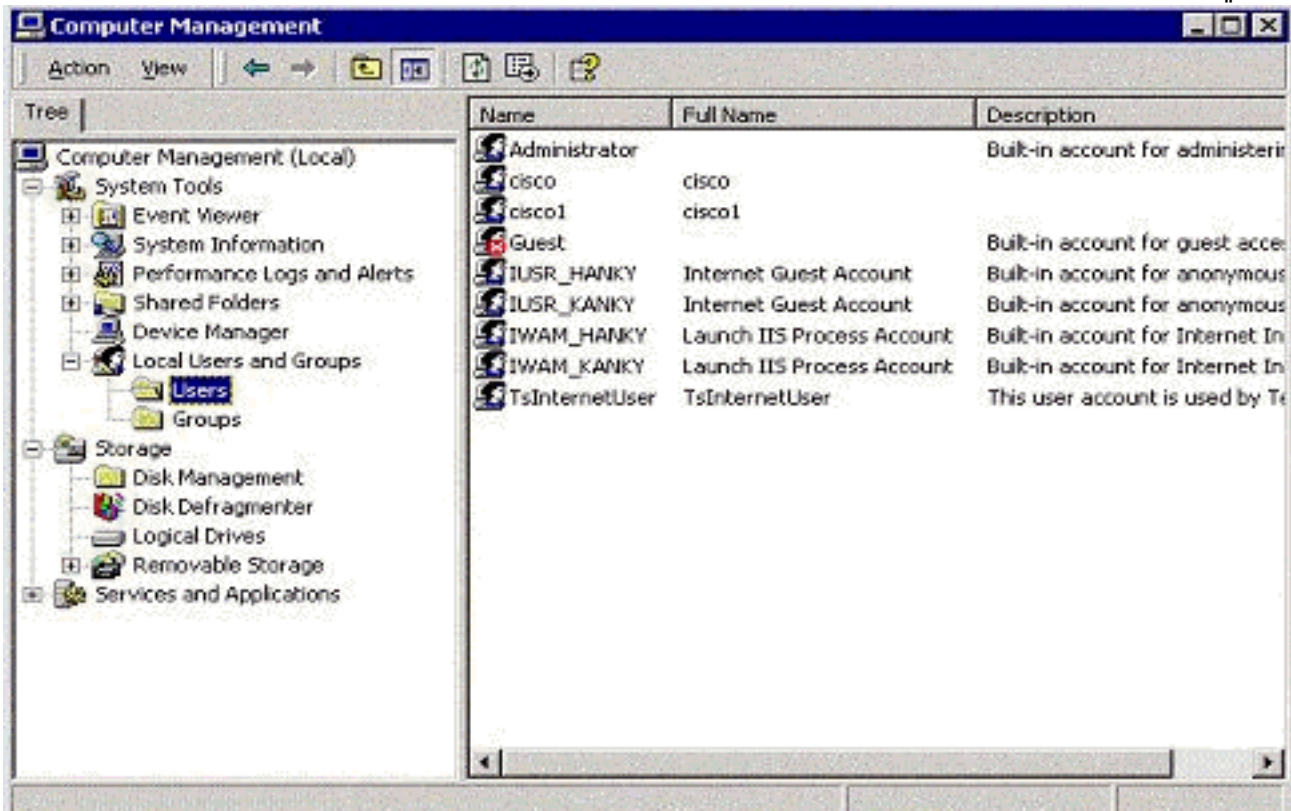 Computer Management
Action View
Tree
Computer Management (Local)
System Tools
Event Viewer
System Information
Performance Logs and Alerts
Shared Folders
Device Manager
Local Users and Groups
Users
Groups
Storage
Disk Management
Disk Defragmenter
Logical Drives
Removable Storage
Services and Applications
Name Full Name Description
Administrator Built-in account for administerin
cisco cisco
cisco1 cisco1
Guest Built-in account for guest acce
IUSR_HANKY Internet Guest Account Built-in account for anonymous
IUSR_KANKY Internet Guest Account Built-in account for anonymous
IWAM_HANKY Launch IIS Process Account Built-in account for Internet In
IWAM_KANKY Launch IIS Process Account Built-in account for Internet In
TsInternetUser TsInternetUser This user account is used by Te